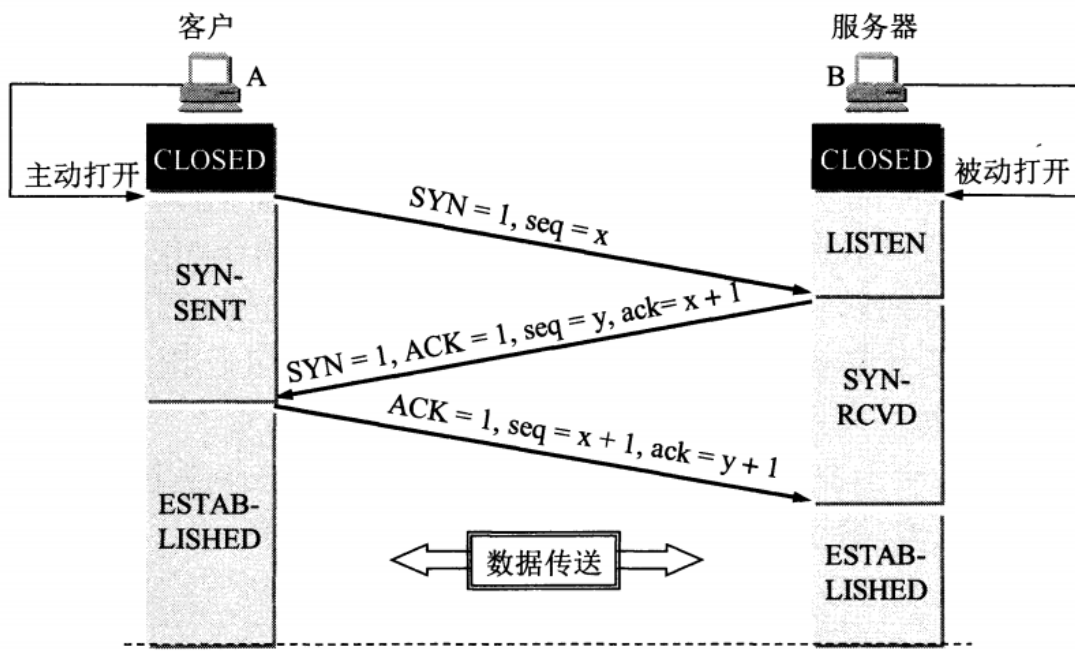 客户
服务器
A
B
CLOSED
CLOSED
主动打开
被动打开
SYN = 1, seq = x
LISTEN
SYN-
SENT
SYN = 1, ACK = 1, seq = y, ack= x + 1
SYN-
RCVD
ACK = 1, seq = x + 1, ack = y + 1
ESTAB-
LISHED
数据传送
ESTAB-
LISHED